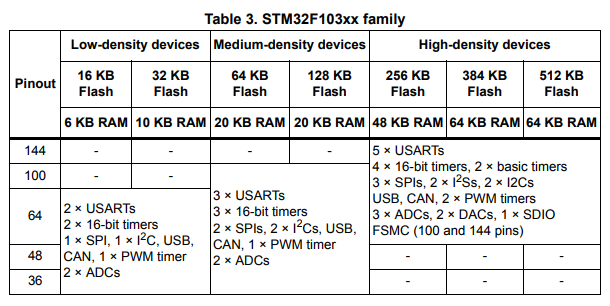 Table 3. STM32F103xx family
Pinout
Low-density devices
Medium-density devices
High-density devices
16 KB Flash
32 KB Flash
64 KB Flash
128 KB Flash
256 KB Flash
384 KB Flash
512 KB Flash
6 KB RAM
10 KB RAM
20 KB RAM
20 KB RAM
48 KB RAM
64 KB RAM
64 KB RAM
144
-
-
-
-
5 × USARTs
4 × 16-bit timers, 2 × basic timers
3 × SPIs, 2 × I²Ss, 2 × I2Cs
USB, CAN, 2 × PWM timers
3 × ADCs, 2 × DACs, 1 × SDIO
FSMC (100 and 144 pins)
100
-
-
3 × USARTs
3 × 16-bit timers
2 × SPIs, 2 × I²Cs, USB,
CAN, 1 × PWM timer
2 × ADCs
64
2 × USARTs
2 × 16-bit timers
1 × SPI, 1 × I²C, USB,
CAN, 1 × PWM timer
2 × ADCs
48
-
-
-
36
-
-
-